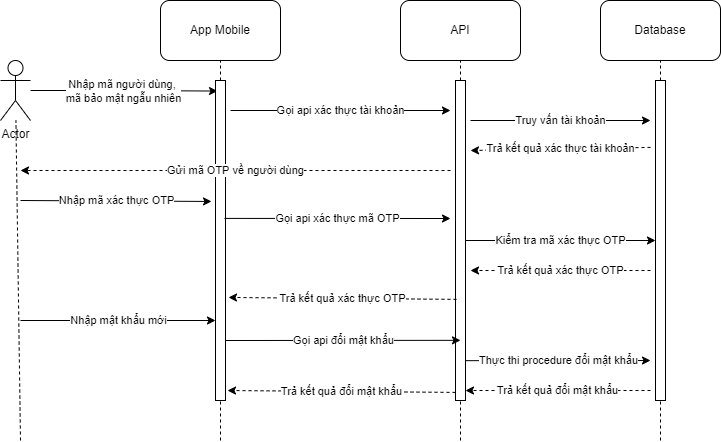 App Mobile
API
Database
Actor
Nhập mã người dùng,
mã bảo mật ngẫu nhiên
Gọi api xác thực tài khoản
Truy vấn tài khoản
Trả kết quả xác thực tài khoản
Gửi mã OTP về người dùng
Nhập mã xác thực OTP
Gọi api xác thực mã OTP
Kiểm tra mã xác thực OTP
Trả kết quả xác thực OTP
Trả kết quả xác thực OTP
Nhập mật khẩu mới
Gọi api đổi mật khẩu
Thực thi procedure đổi mật khẩu
Trả kết quả đổi mật khẩu
Trả kết quả đổi mật khẩu